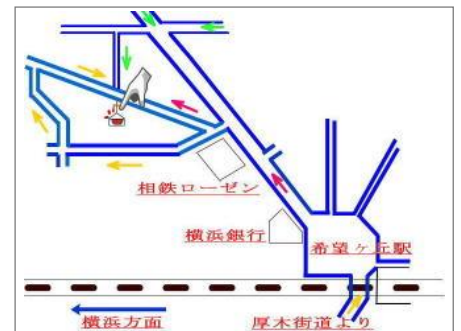 相鉄ローゼン
横浜銀行
希望ヶ丘駅
横浜方面
厚木街道より